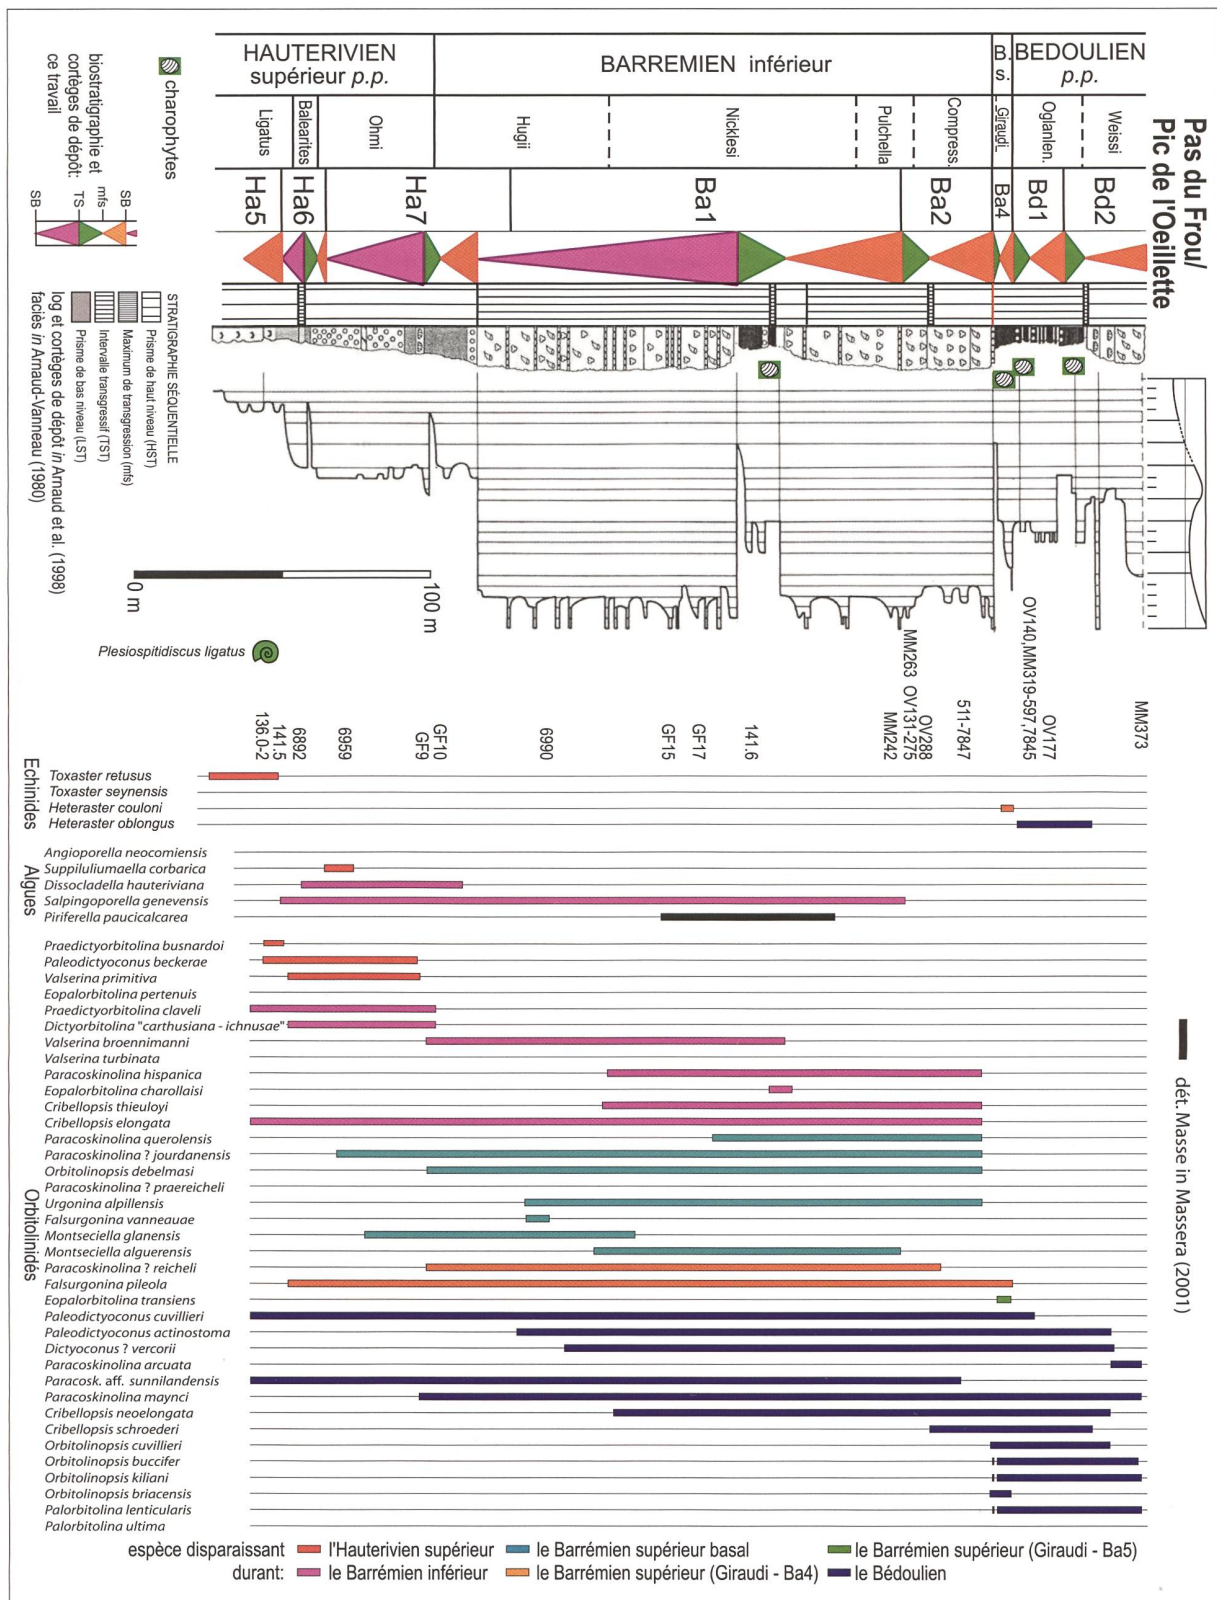 Pas du Frou/
Pic de l'Oeillette
HAUTERIVIEN
supérieur p.p.
BARREMIEN inférieur
B.
s.
BEDOULIEN
p.p.
Ligatus
Balearites
Ohmi
Hugii
Nicklesi
Pulchella
Compress.
Giraudi.
Oglanlen.
Weissi
Ha5
Ha6
Ha7
Ba1
Ba2
Ba4
Bd1
Bd2
charophytes
biostratigraphie et
cortèges de dépôt:
ce travail
SB
mfs
TS
SB
STRATIGRAPHIE SÉQUENTIELLE
Prisme de haut niveau (HST)
Maximum de transgression (mfs)
Intervalle transgressif (TST)
Prisme de bas niveau (LST)
log et cortèges de dépôt in Arnaud et al. (1998)
faciès in Arnaud-Vanneau (1980)
0 m
100 m
Plesiospitidiscus ligatus
136.0-2
141.5
6892
6959
GF9
GF10
6990
GF15
GF17
141.6
MM242
MM263 OV131-275
OV288
511-7847
OV140,MM319-597,7845
OV177
MM373
dét. Masse in Massera (2001)
Echinides
Toxaster retusus
Toxaster seynensis
Heteraster couloni
Heteraster oblongus
Algues
Angioporella neocomiensis
Suppiluliumaella corbarica
Dissocladella hauteriviana
Salpingoporella genevensis
Piriferella paucicalcarea
Orbitolinidés
Praedictyorbitolina busnardoi
Paleodictyoconus beckerae
Valserina primitiva
Eopalorbitolina pertenuis
Praedictyorbitolina claveli
Dictyorbitolina "carthusiana - ichnusae"
Valserina broennimanni
Valserina turbinata
Paracoskinolina hispanica
Eopalorbitolina charollaisi
Cribellopsis thieuloyi
Cribellopsis elongata
Paracoskinolina querolensis
Paracoskinolina ? jourdanensis
Orbitolinopsis debelmasi
Paracoskinolina ? praereicheli
Urgonina alpillensis
Falsurgonina vanneauae
Montseciella glanensis
Montseciella alguerensis
Paracoskinolina ? reicheli
Falsurgonina pileola
Eopalorbitolina transiens
Paleodictyoconus cuvillieri
Paleodictyoconus actinostoma
Dictyoconus ? vercorii
Paracoskinolina arcuata
Paracosk. aff. sunnilandensis
Paracoskinolina maynci
Cribellopsis neoelongata
Cribellopsis schroederi
Orbitolinopsis cuvillieri
Orbitolinopsis buccifer
Orbitolinopsis kiliani
Orbitolinopsis briacensis
Palorbitolina lenticularis
Palorbitolina ultima
espèce disparaissant
durant:
l'Hauterivien supérieur
le Barrémien inférieur
le Barrémien supérieur basal
le Barrémien supérieur (Giraudi - Ba4)
le Barrémien supérieur (Giraudi - Ba5)
le Bédoulien